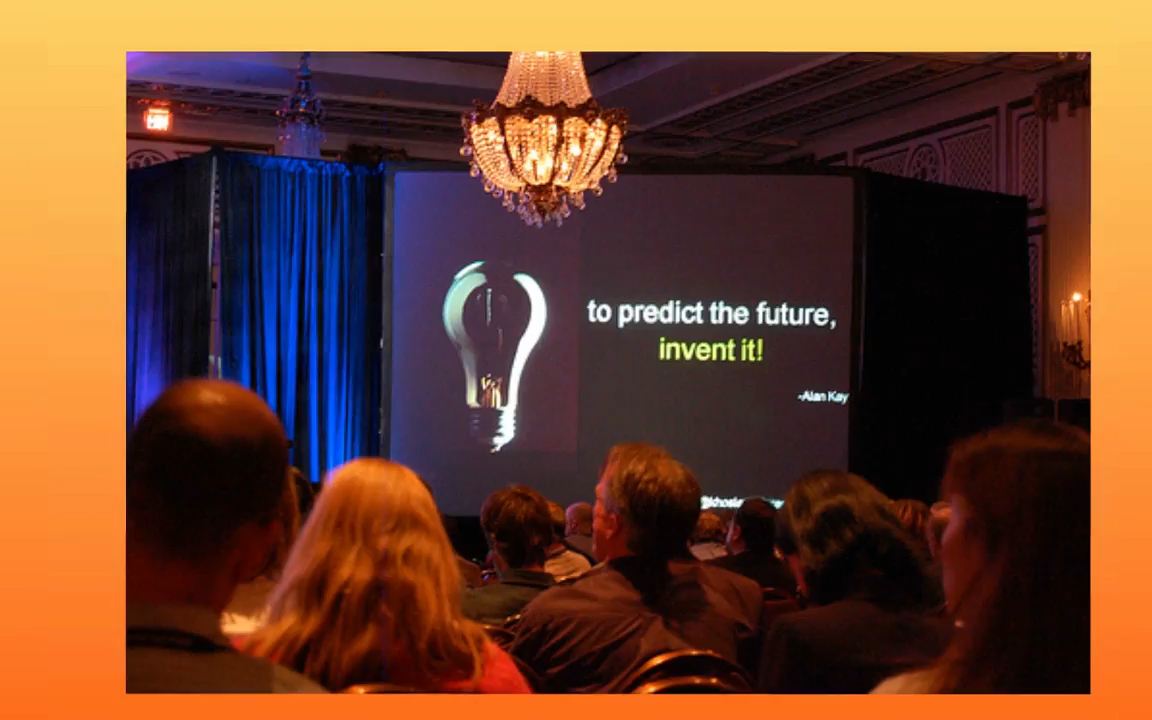 to predict the future,
invent it!
-Alan Kay